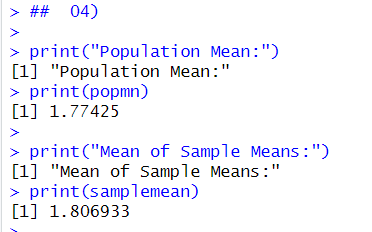 > ##  04)
>
> print("Population Mean:")
[1] "Population Mean:"
> print(popmn)
[1] 1.77425
>
> print("Mean of Sample Means:")
[1] "Mean of Sample Means:"
> print(samplemean)
[1] 1.806933
>